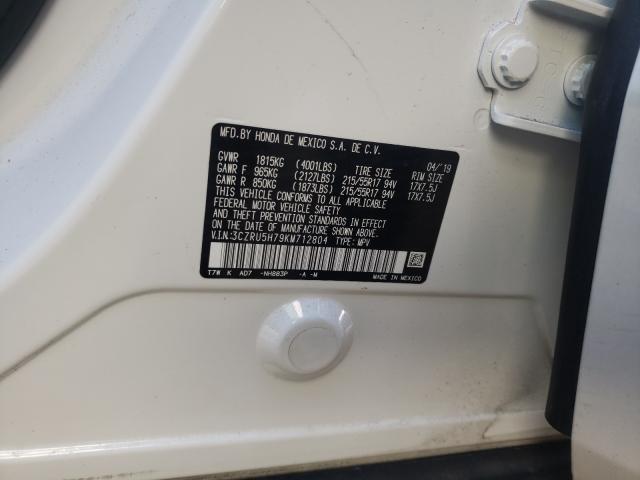 MFD.BY HONDA DE MEXICO S.A. DE C.V.
04/'19
GVWR 1815KG (4001LBS) TIRE SIZE RIM SIZE
GAWR F 965KG (2127LBS) 215/55R17 94V 17X7.5J
GAWR R 850KG (1873LBS) 215/55R17 94V 17X7.5J
THIS VEHICLE CONFORMS TO ALL APPLICABLE
FEDERAL MOTOR VEHICLE SAFETY, BUMPER,
AND THEFT PREVENTION STANDARDS IN EFFECT
ON THE DATE OF MANUFACTURE SHOWN ABOVE.
V.I.N.:3CZRU5H79KM712804 TYPE: MPV
T7W K AD7 -NH883P -A -M MADE IN MEXICO